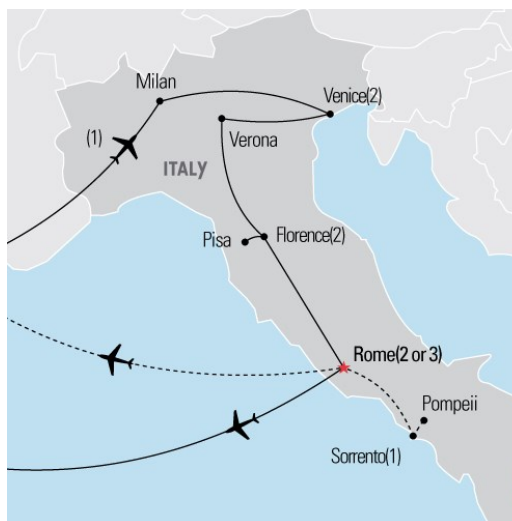 Milan
Venice(2)
(1)
Verona
ITALY
Pisa
Florence(2)
Rome(2 or 3)
Pompeii
Sorrento(1)